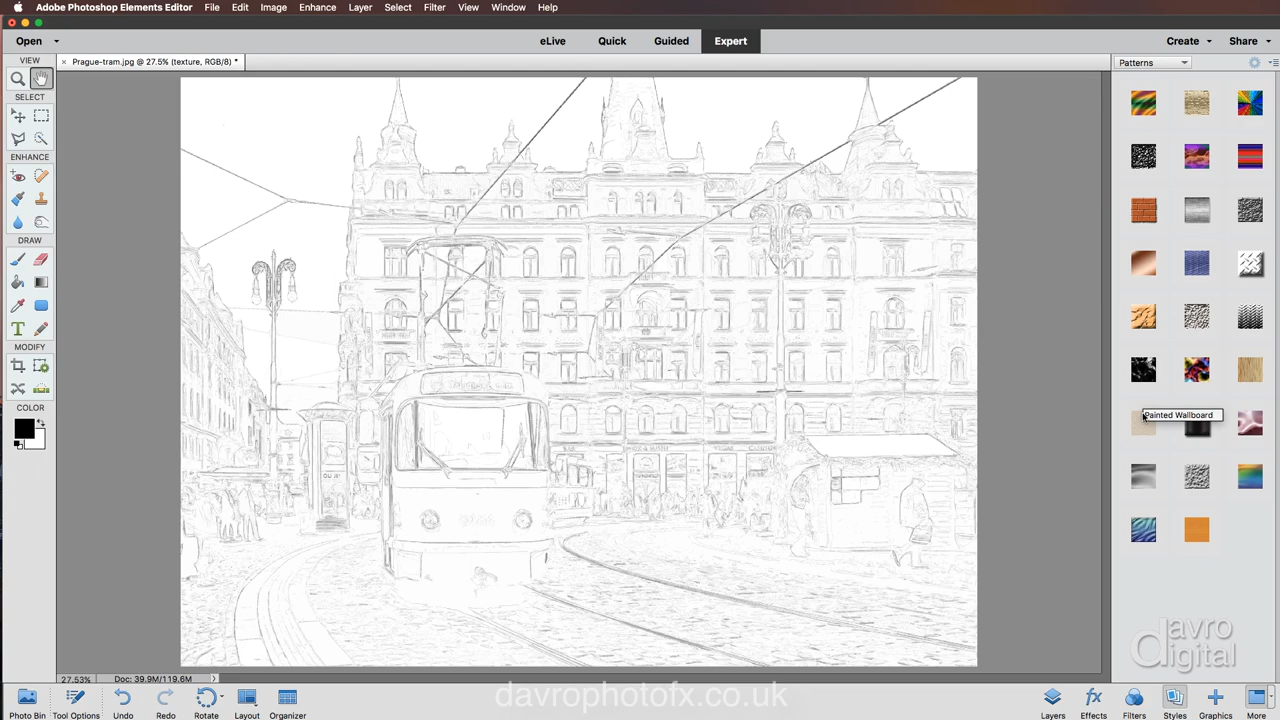 Adobe Photoshop Elements Editor File Edit Image Enhance Layer Select Filter View Window Help
Open eLive Quick Guided Expert Create Share
VIEW × Prague-tram.jpg @ 27.5% (texture, RGB/8) * Patterns
SELECT
ENHANCE
DRAW
T
MODIFY
COLOR
Painted Wallboard
davro
digital
27.53% Doc: 39.9M/119.6M
davrophotofx.co.uk
Photo Bin Tool Options Undo Redo Rotate Layout Organizer Layers Effects Filters Styles Graphics More